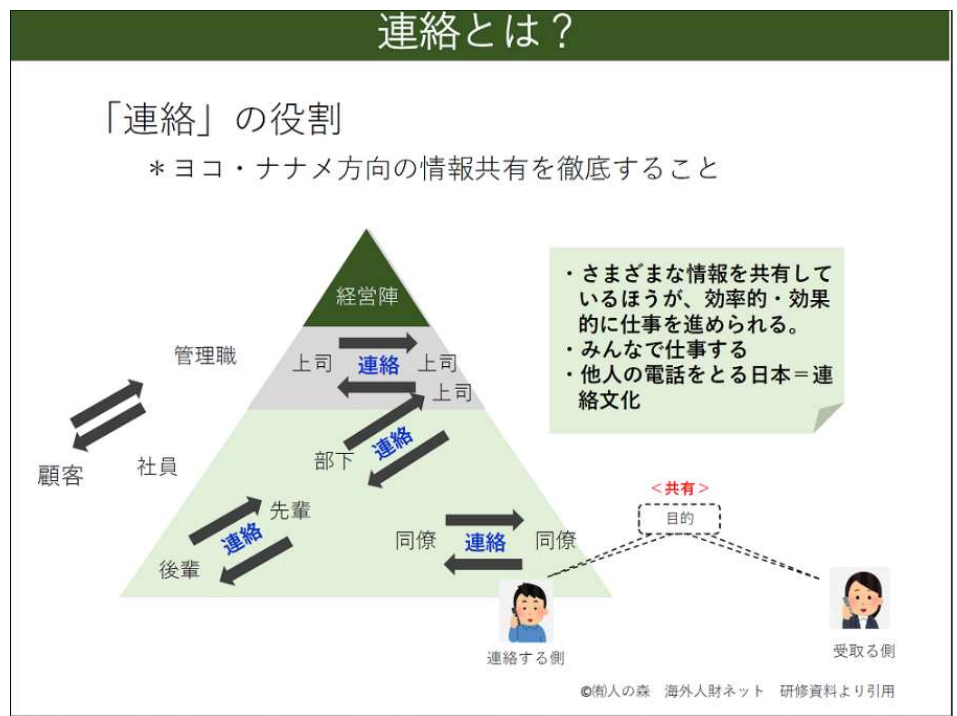 連絡とは？
「連絡」の役割
＊ヨコ・ナナメ方向の情報共有を徹底すること
経営陣
管理職
上司
連絡
上司
上司
部下
連絡
顧客
社員
先輩
連絡
後輩
同僚
連絡
同僚
・さまざまな情報を共有して
いるほうが、効率的・効果
的に仕事を進められる。
・みんなで仕事する
・他人の電話をとる日本＝連
絡文化
＜共有＞
目的
連絡する側
受取る側
©㈲人の森　海外人財ネット　研修資料より引用